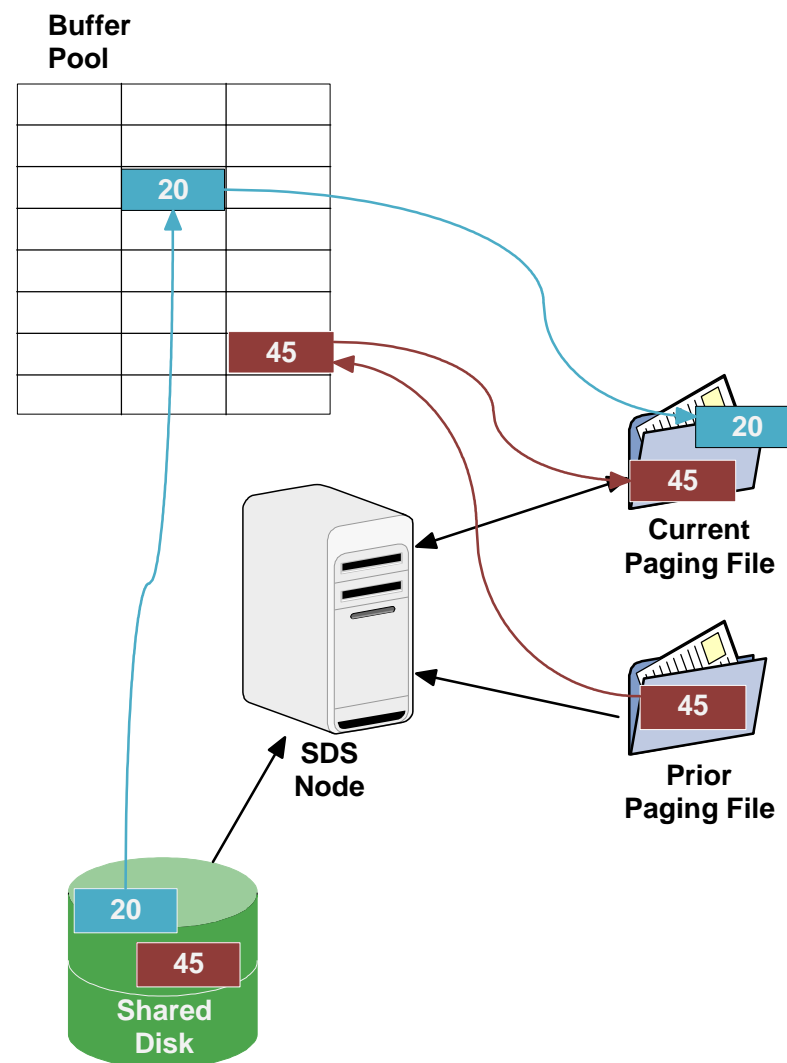 Buffer
Pool
20
45
20
45
Current
Paging File
45
SDS
Node
Prior
Paging File
20
45
Shared
Disk